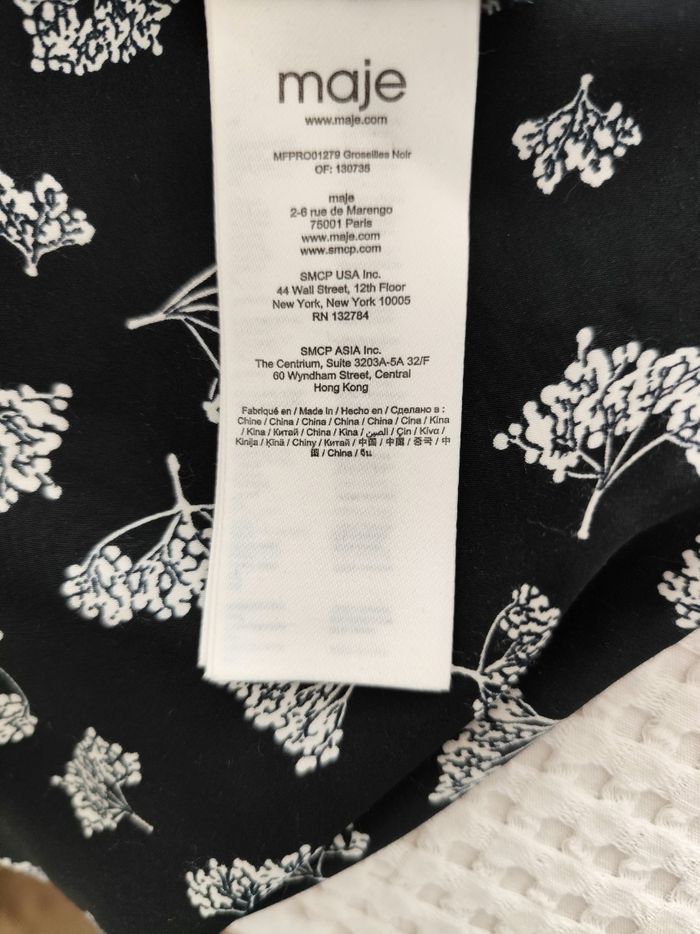 maje
www.maje.com
MFPRO01279 Groseilles Noir
OF: 130735
maje
2-6 rue de Marengo
75001 Paris
www.maje.com
www.smcp.com
SMCP USA Inc.
44 Wall Street, 12th Floor
New York, New York 10005
RN 132784
SMCP ASIA Inc.
The Centrium, Suite 3203A-5A 32/F
60 Wyndham Street, Central
Hong Kong
Fabriqué en / Made in / Hecho en / Сделано в :
Chine / China / China / China / China / Cina / Kina
/ Kina / Китай / China / Kina / الصين / Çin / Κίνα /
Kinija / Ķīnā / Chiny / Китай / 中国 / 中國 / 중국 / 中
国 / China / จีน